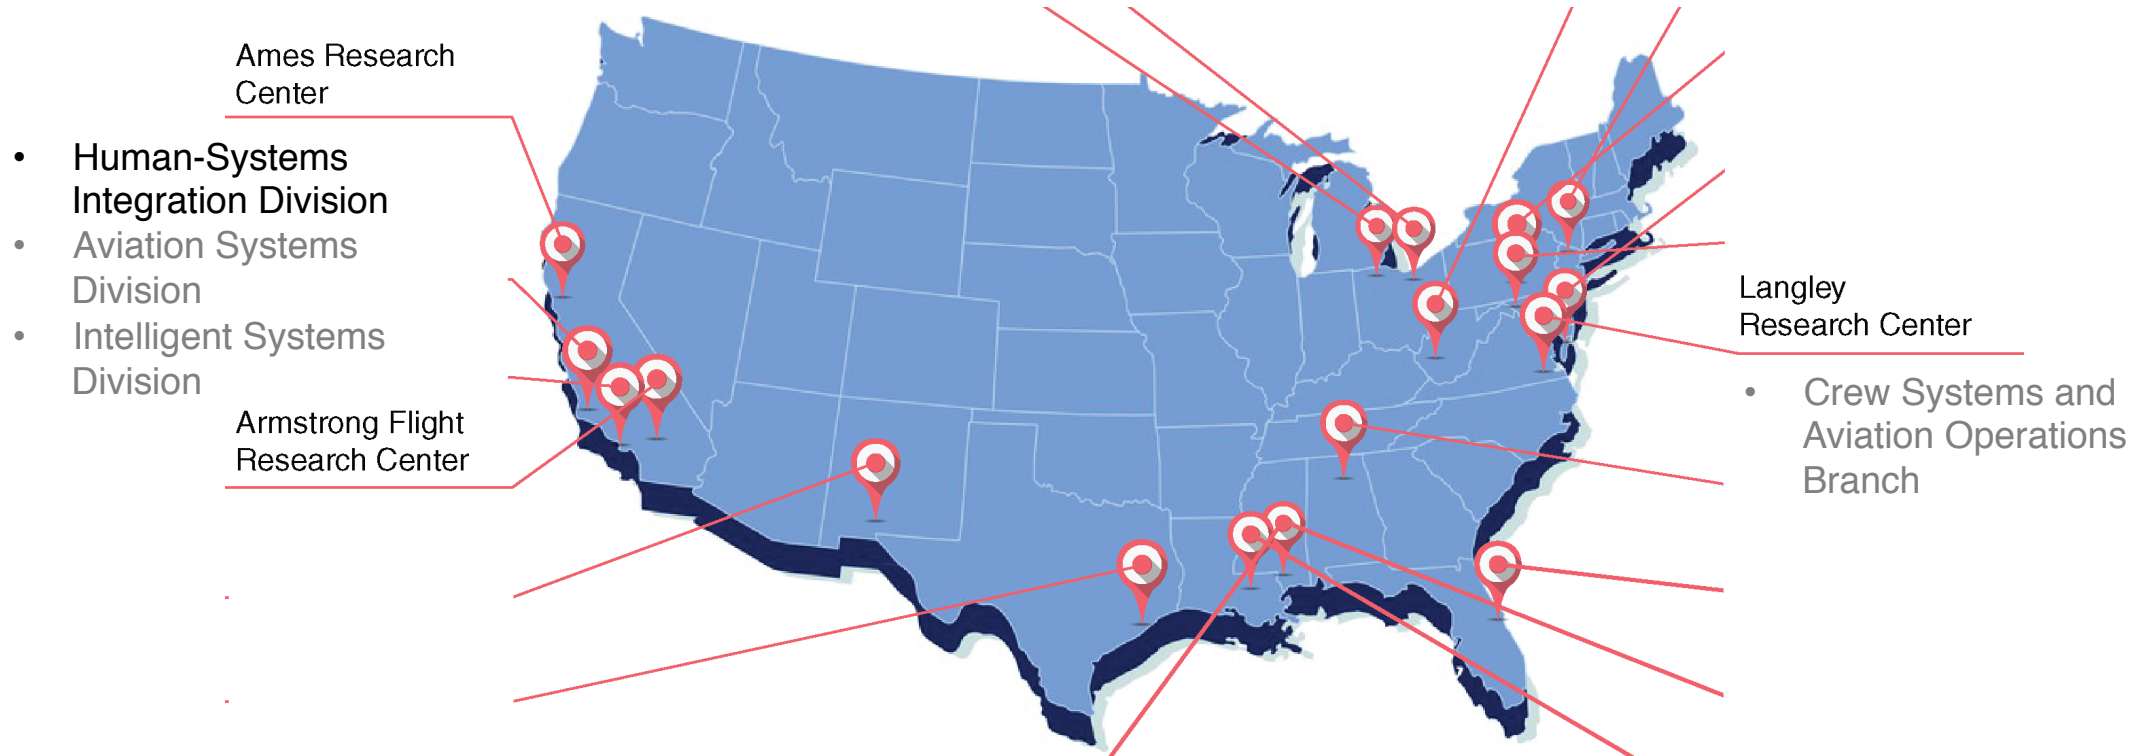 Ames Research
Center
• Human-Systems
Integration Division
• Aviation Systems
Division
• Intelligent Systems
Division
Armstrong Flight
Research Center
Langley
Research Center
• Crew Systems and
Aviation Operations
Branch